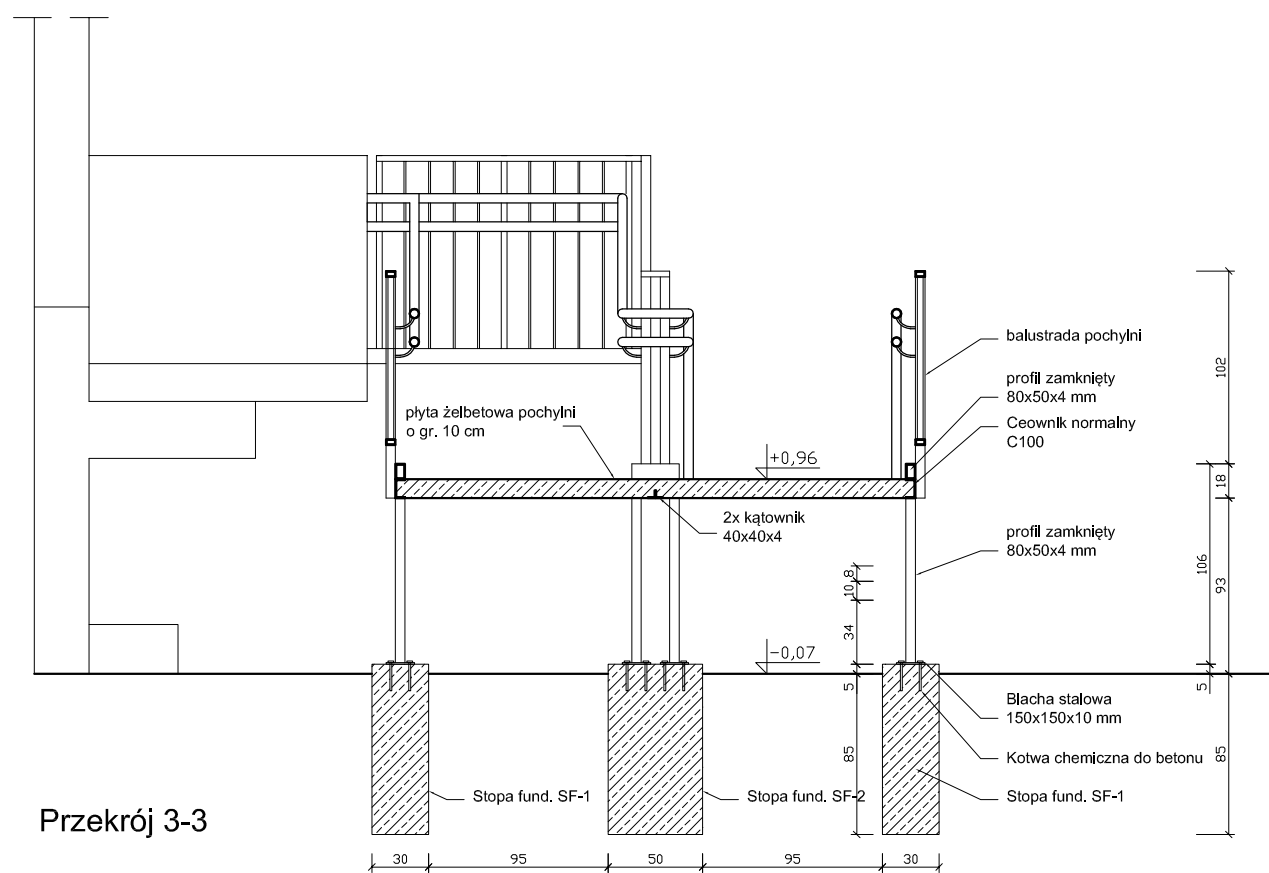 balustrada pochylni
profil zamknięty
80x50x4 mm
Ceownik normalny
C100
płyta żelbetowa pochylni
o gr. 10 cm
+0,96
2x kątownik
40x40x4
profil zamknięty
80x50x4 mm
102
18
106
93
10,8
34
-0,07
5
5
Blacha stalowa
150x150x10 mm
Kotwa chemiczna do betonu
85
85
Stopa fund. SF-1
Stopa fund. SF-2
Stopa fund. SF-1
Przekrój 3-3
30
95
50
95
30